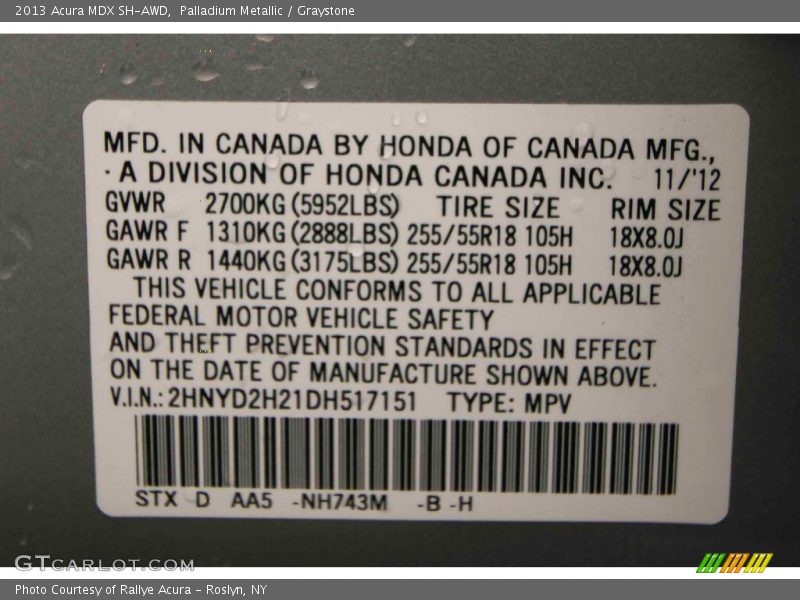 2013 Acura MDX SH-AWD,  Palladium Metallic / Graystone
MFD. IN CANADA BY HONDA OF CANADA MFG.,
· A DIVISION OF HONDA CANADA INC.  11/'12
GVWR  2700KG (5952LBS)  TIRE SIZE  RIM SIZE
GAWR F  1310KG (2888LBS) 255/55R18 105H  18X8.0J
GAWR R  1440KG (3175LBS) 255/55R18 105H  18X8.0J
THIS VEHICLE CONFORMS TO ALL APPLICABLE
FEDERAL MOTOR VEHICLE SAFETY
AND THEFT PREVENTION STANDARDS IN EFFECT
ON THE DATE OF MANUFACTURE SHOWN ABOVE.
V.I.N.: 2HNYD2H21DH517151  TYPE: MPV
STX  D  AA5  -NH743M  -B -H
GTCARLOT.COM
Photo Courtesy of Rallye Acura - Roslyn, NY